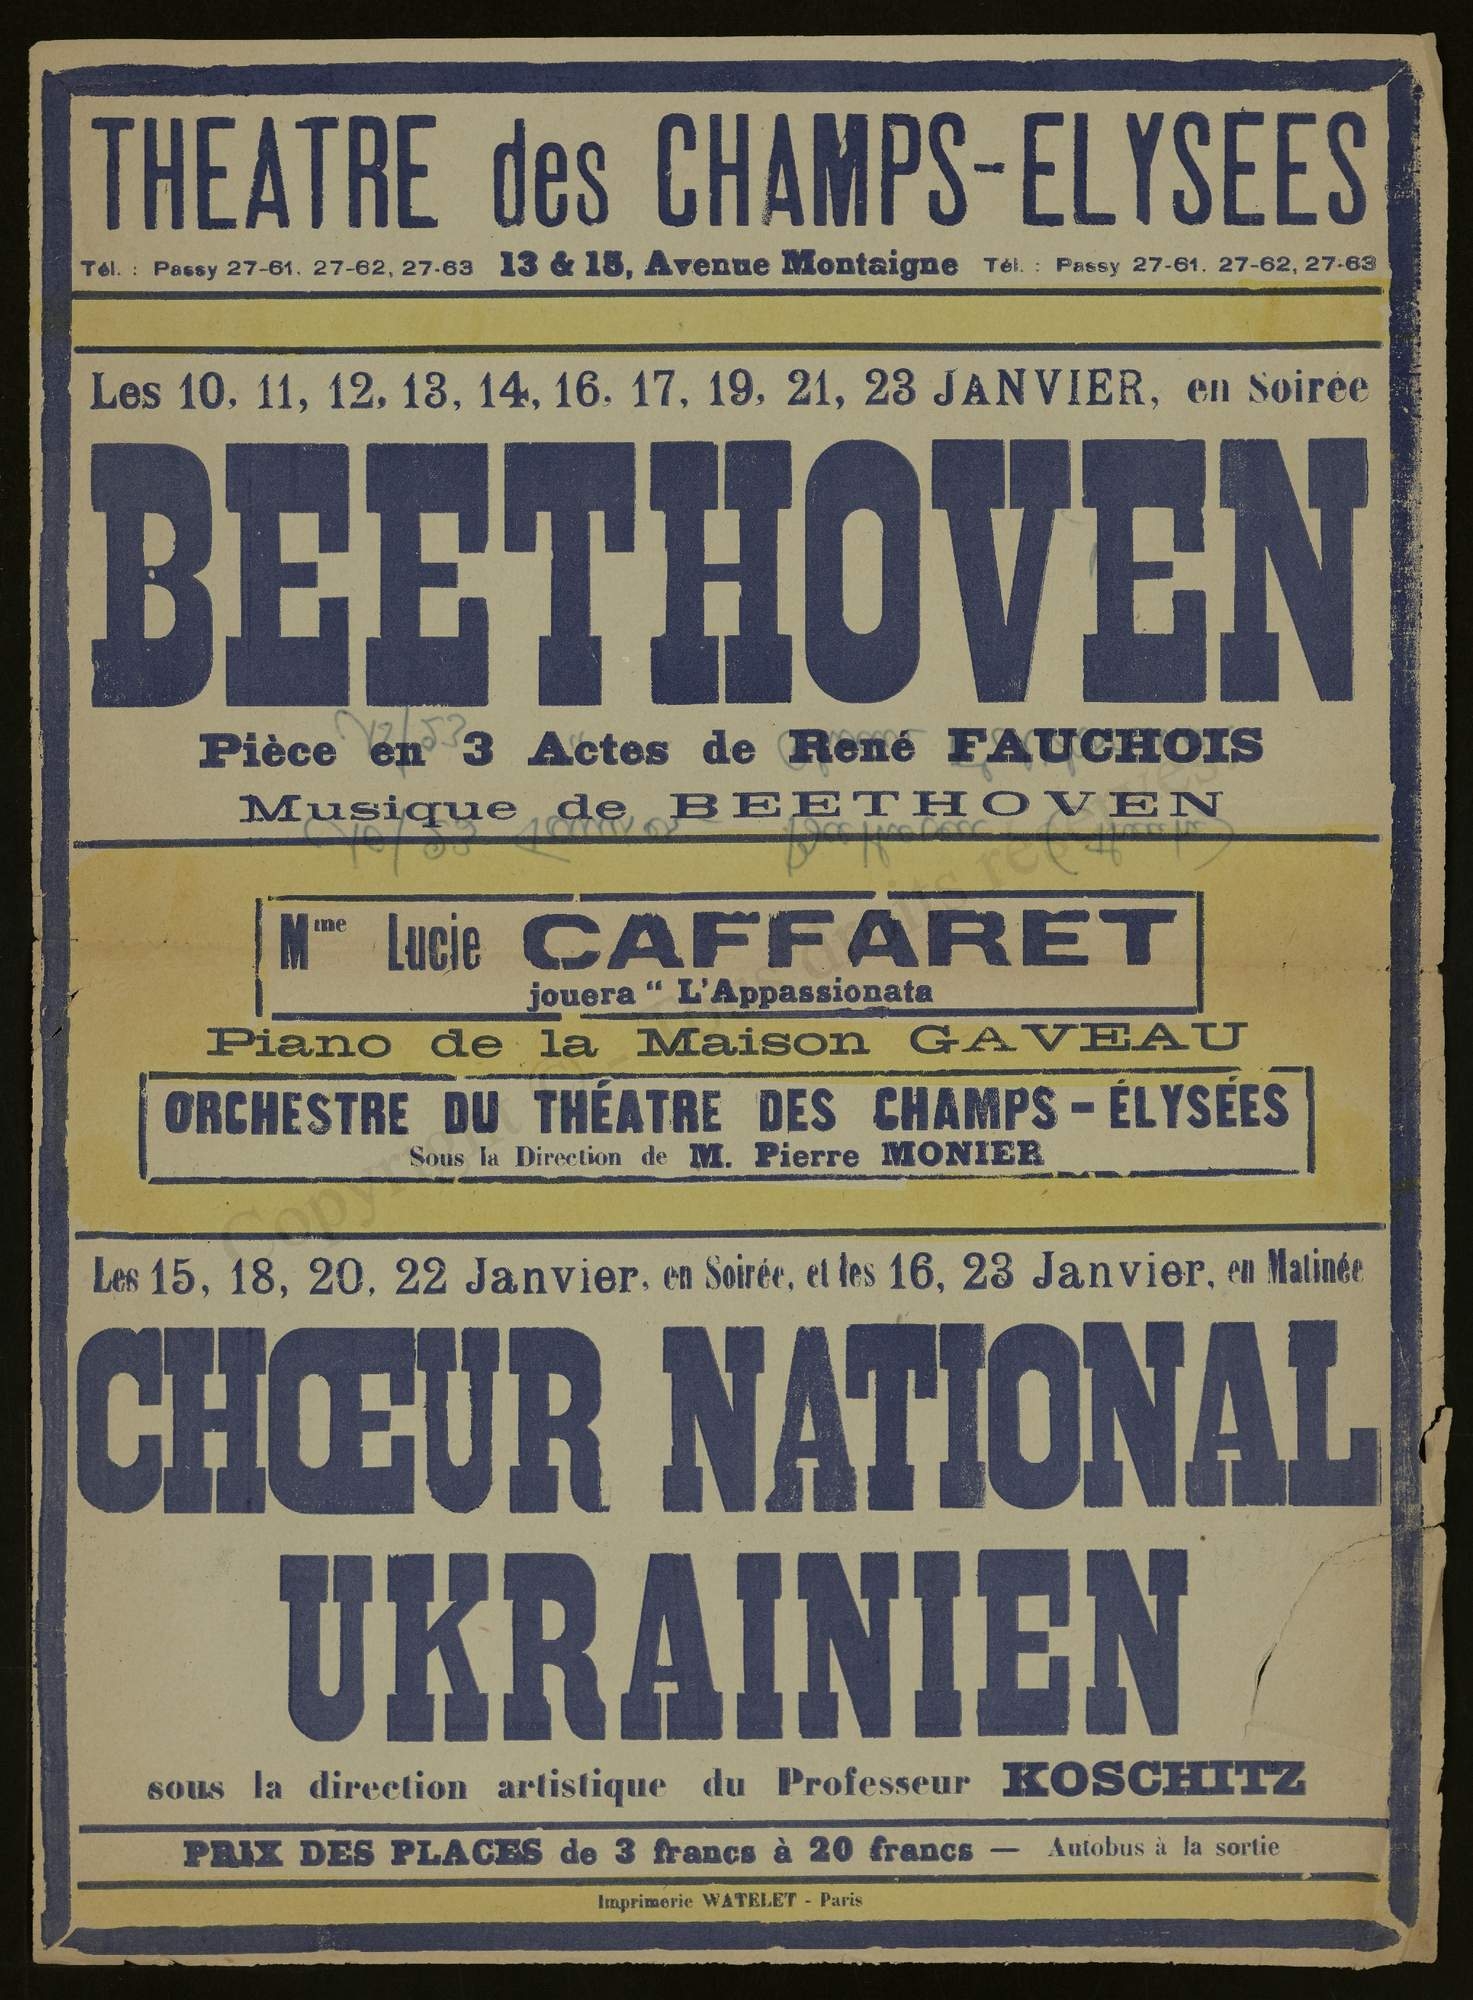 THEATRE des CHAMPS-ELYSEES
Tél. : Passy 27-61. 27-62, 27-63 13 & 15, Avenue Montaigne Tél. : Passy 27-61. 27-62, 27-63
Les 10, 11, 12, 13, 14, 16, 17, 19, 21, 23 JANVIER, en Soirée
BEETHOVEN
Pièce en 3 Actes de René FAUCHOIS
Musique de BEETHOVEN
Mme Lucie CAFFARET
jouera “ L'Appassionata
Piano de la Maison GAVEAU
ORCHESTRE DU THÉATRE DES CHAMPS-ÉLYSÉES
Sous la Direction de M. Pierre MONIER
Les 15, 18, 20, 22 Janvier, en Soirée, et les 16, 23 Janvier, en Matinée
CHŒUR NATIONAL
UKRAINIEN
sous la direction artistique du Professeur KOSCHITZ
PRIX DES PLACES de 3 francs à 20 francs — Autobus à la sortie
Imprimerie WATELET - Paris
Copyright © - Tous droits réservés.